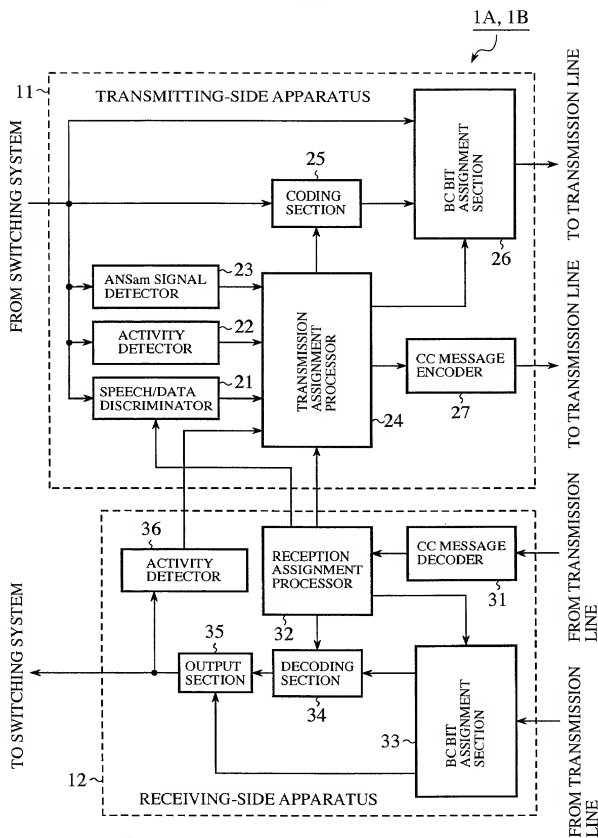 1A, 1B
11
TRANSMITTING-SIDE APPARATUS
FROM SWITCHING SYSTEM
25
CODING
SECTION
BC BIT
ASSIGNMENT
SECTION
26
TO TRANSMISSION LINE
23
ANSam SIGNAL
DETECTOR
22
ACTIVITY
DETECTOR
21
SPEECH/DATA
DISCRIMINATOR
TRANSMISSION
ASSIGNMENT
PROCESSOR
24
CC MESSAGE
ENCODER
27
TO TRANSMISSION LINE
36
ACTIVITY
DETECTOR
RECEPTION
ASSIGNMENT
PROCESSOR
32
CC MESSAGE
DECODER
31
FROM TRANSMISSION
LINE
TO SWITCHING SYSTEM
35
OUTPUT
SECTION
DECODING
SECTION
34
33
BC BIT
ASSIGNMENT
SECTION
FROM TRANSMISSION
LINE
12
RECEIVING-SIDE APPARATUS